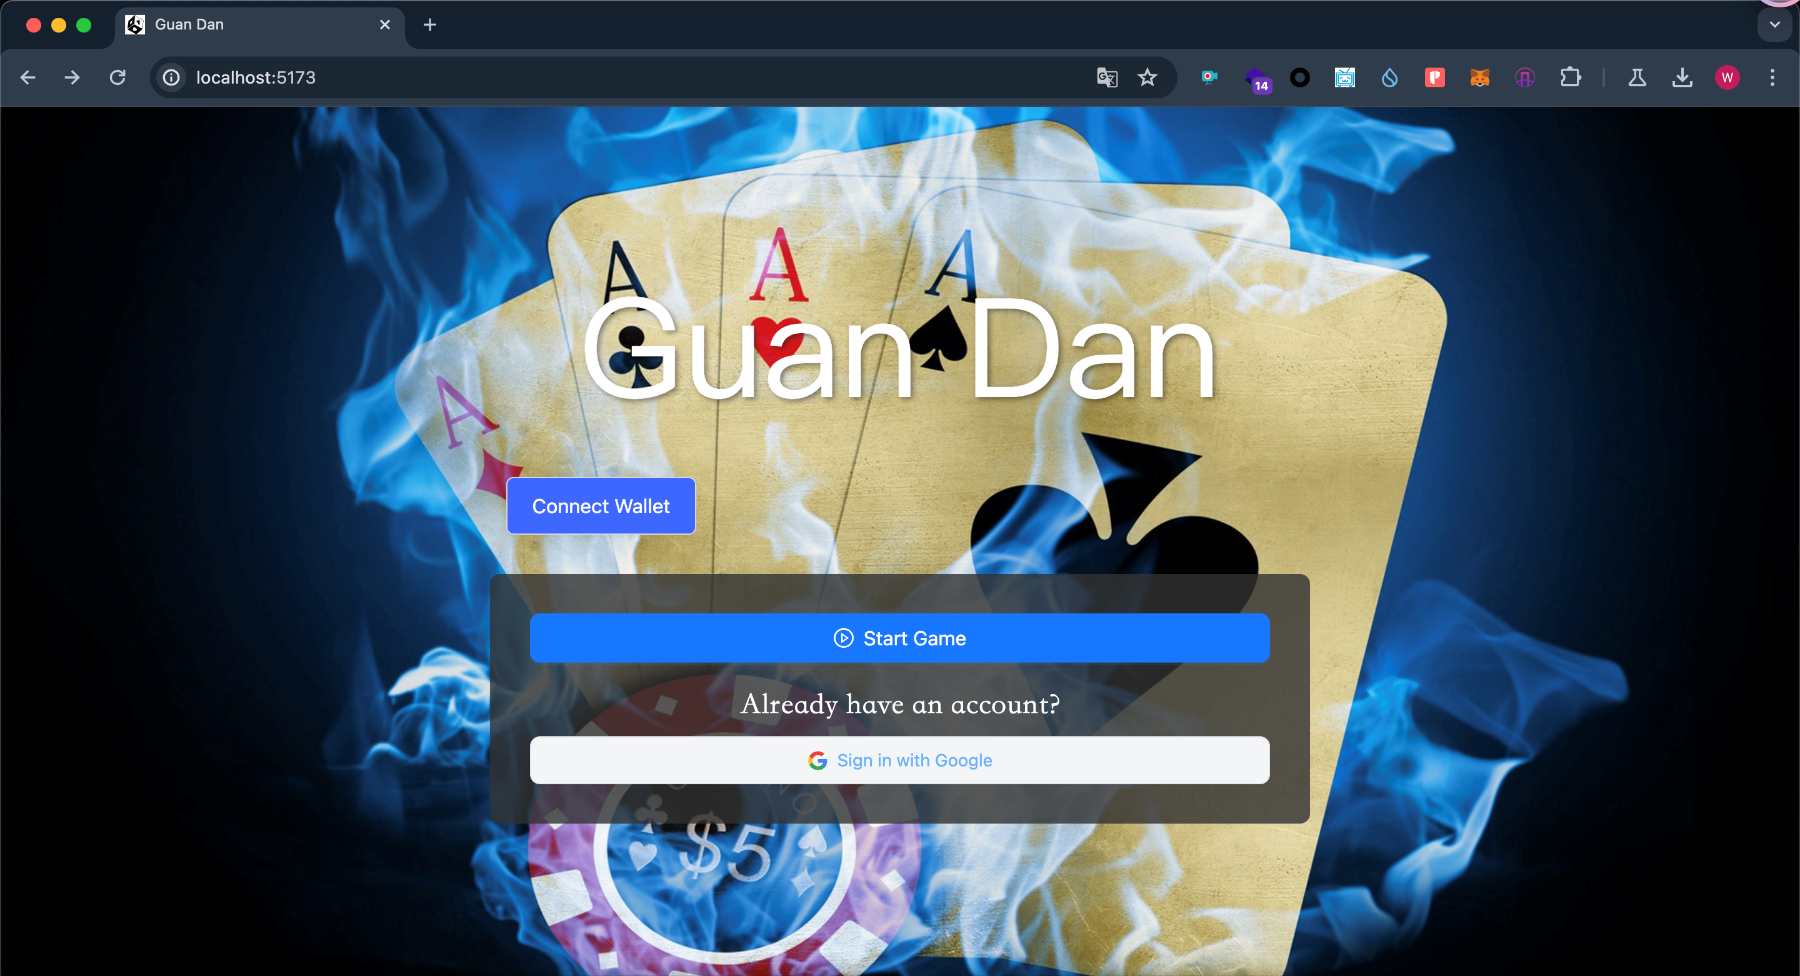 Guan Dan
localhost:5173
14
W
A
A
A
A
Guan Dan
Connect Wallet
Start Game
Already have an account?
Sign in with Google
$5